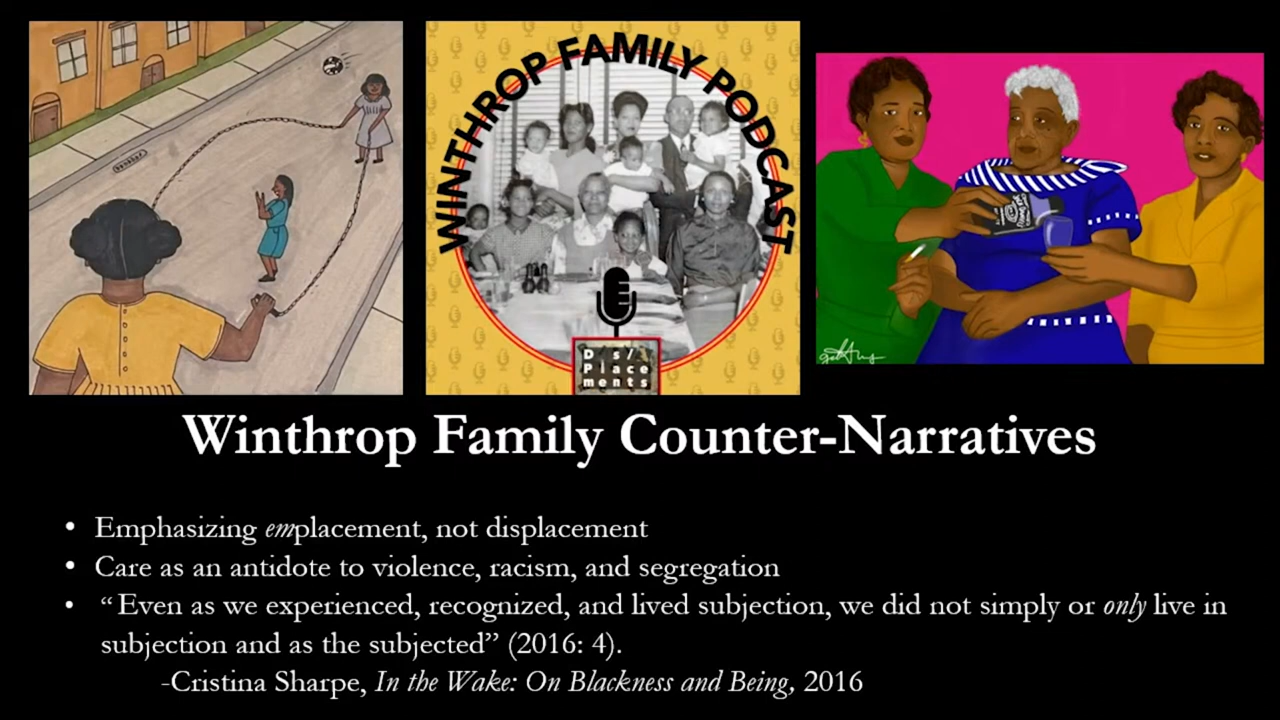 WINTHROP FAMILY PODCAST
D s/
Place
ments
Winthrop Family Counter-Narratives
• Emphasizing emplacement, not displacement
• Care as an antidote to violence, racism, and segregation
• “Even as we experienced, recognized, and lived subjection, we did not simply or only live in
subjection and as the subjected” (2016: 4).
-Cristina Sharpe, In the Wake: On Blackness and Being, 2016